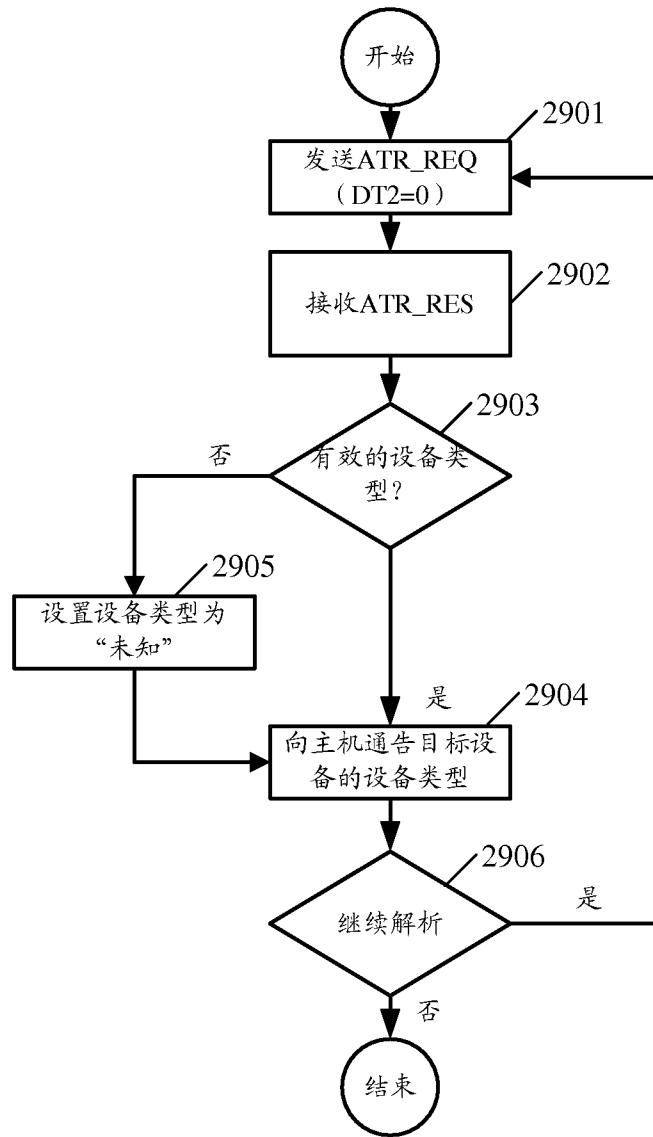 开始
2901
发送ATR_REQ
（DT2=0）
2902
接收ATR_RES
2903
否
有效的设备类
型？
2905
设置设备类型为
“未知”
是
2904
向主机通告目标设
备的设备类型
2906
继续解析
是
否
结束